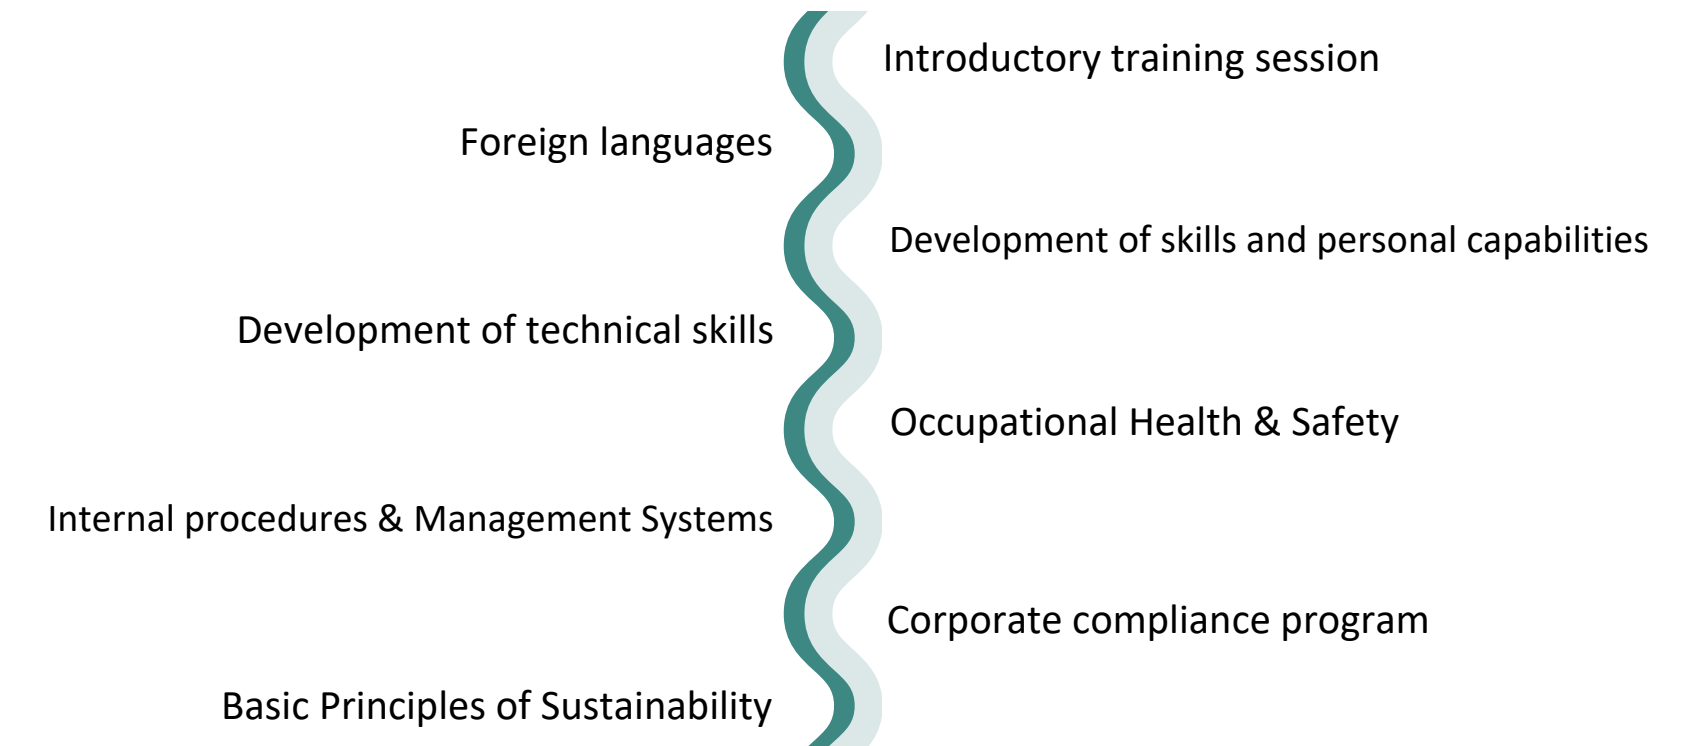 Introductory training session
Foreign languages
Development of skills and personal capabilities
Development of technical skills
Occupational Health & Safety
Internal procedures & Management Systems
Corporate compliance program
Basic Principles of Sustainability